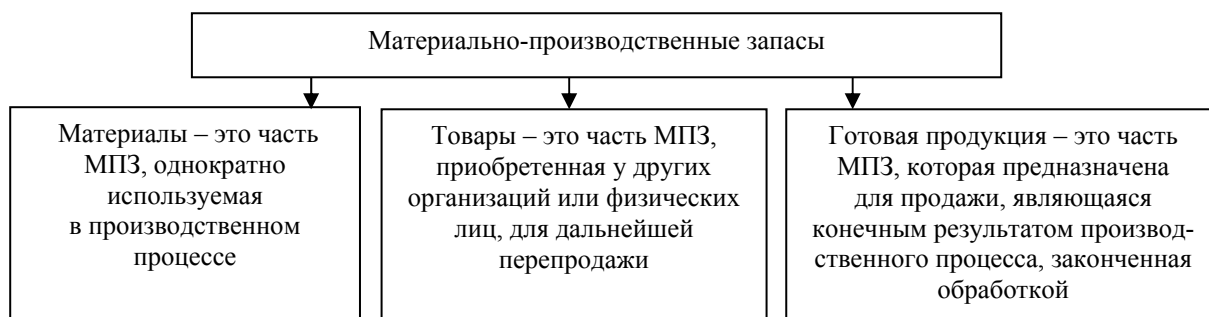 Материально-производственные запасы
Материалы – это часть
МПЗ, однократно
используемая
в производственном
процессе
Товары – это часть МПЗ,
приобретенная у других
организаций или физических
лиц, для дальнейшей
перепродажи
Готовая продукция – это часть
МПЗ, которая предназначена
для продажи, являющаяся
конечным результатом производ-
ственного процесса, законченная
обработкой